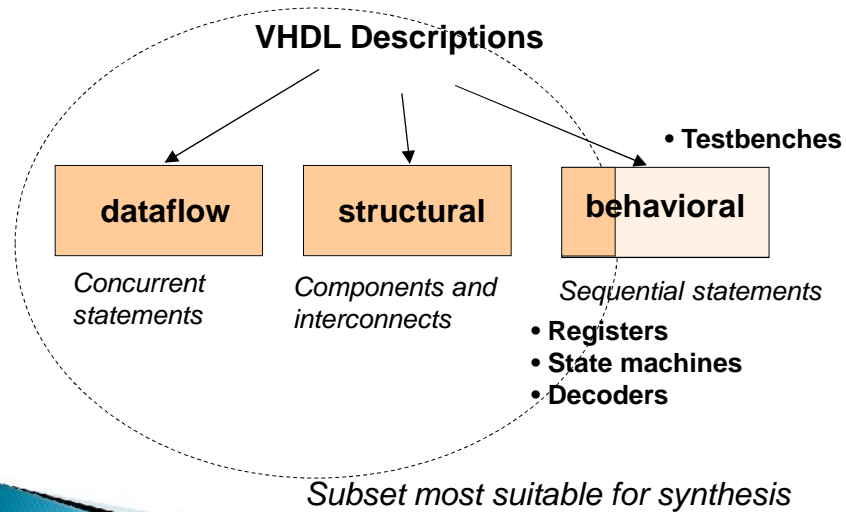 VHDL Descriptions
• Testbenches
dataflow
structural
behavioral
Concurrent
statements
Components and
interconnects
Sequential statements
• Registers
• State machines
• Decoders
Subset most suitable for synthesis